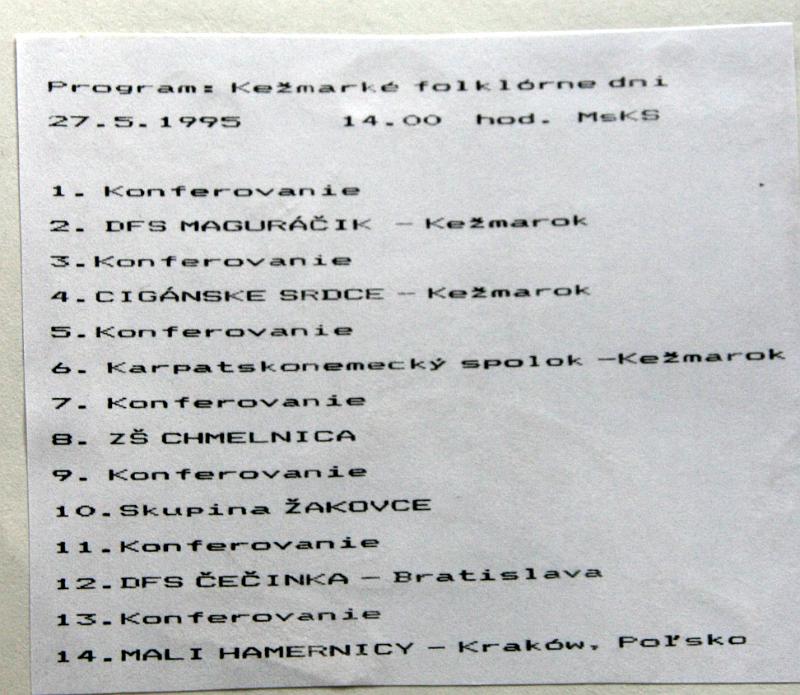 Program: Kežmarké folklórne dni
27.5.1995 14.00 hod. MsKS
1. Konferovanie
2. DFS MAGURÁČIK - Kežmarok
3.Konferovanie
4.CIGÁNSKE SRDCE - Kežmarok
5.Konferovanie
6. Karpatskonemecký spolok -Kežmarok
7. Konferovanie
8. ZŠ CHMELNICA
9. Konferovanie
10.Skupina ŽAKOVCE
11.Konferovanie
12.DFS ČEČINKA - Bratislava
13.Konferovanie
14.MALI HAMERNICY - Kraków, Poľsko